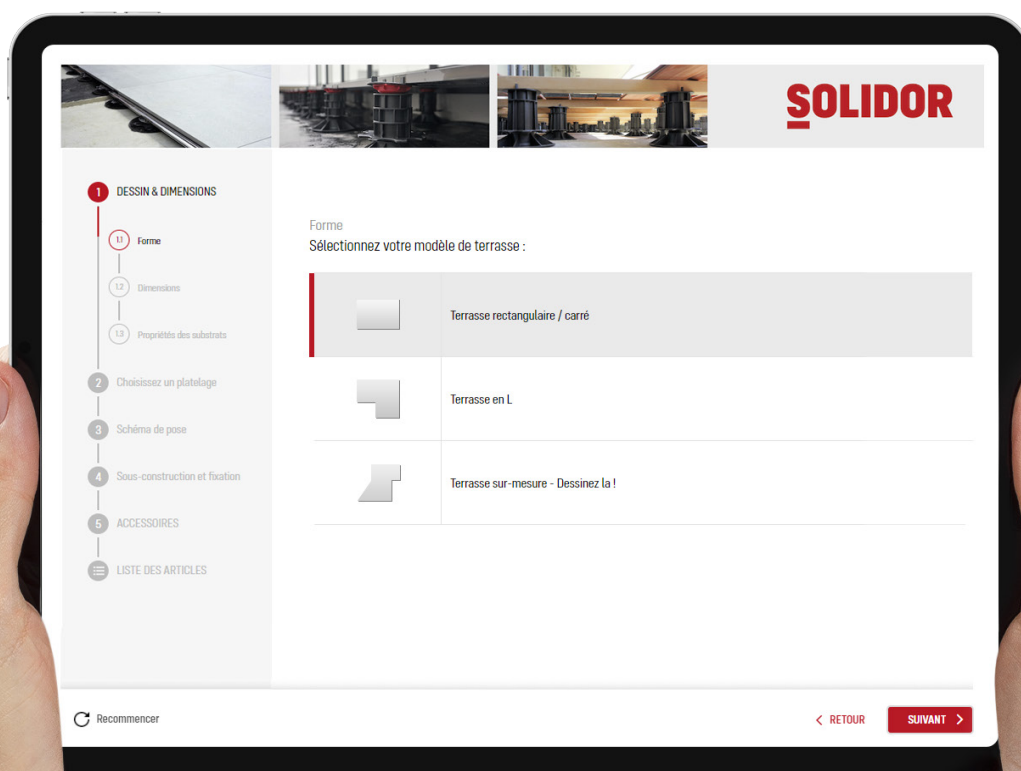 SOLIDOR
1 DESSIN & DIMENSIONS
1.1 Forme
1.2 Dimensions
1.3 Propriétés des substrats
2 Choisissez un platelage
3 Schéma de pose
4 Sous-construction et fixation
5 ACCESSOIRES
LISTE DES ARTICLES
Forme
Sélectionnez votre modèle de terrasse :
Terrasse rectangulaire / carré
Terrasse en L
Terrasse sur-mesure - Dessinez la !
Recommencer
< RETOUR
SUIVANT >